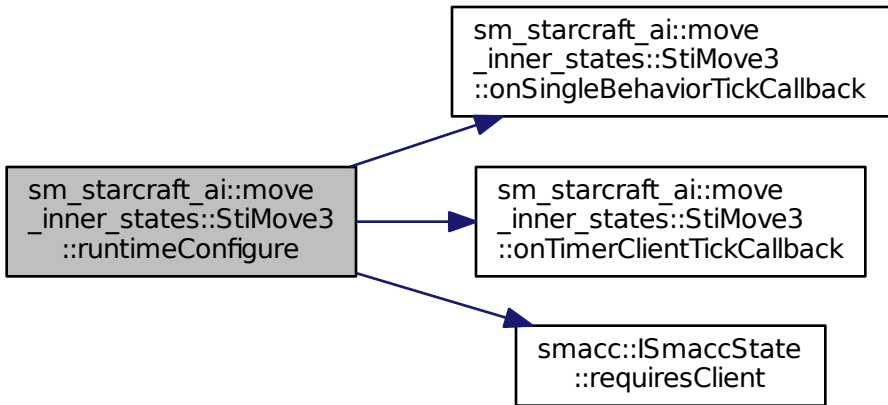 sm_starcraft_ai::move
_inner_states::StiMove3
::runtimeConfigure
sm_starcraft_ai::move
_inner_states::StiMove3
::onSingleBehaviorTickCallback
sm_starcraft_ai::move
_inner_states::StiMove3
::onTimerClientTickCallback
smacc::ISmaccState
::requiresClient